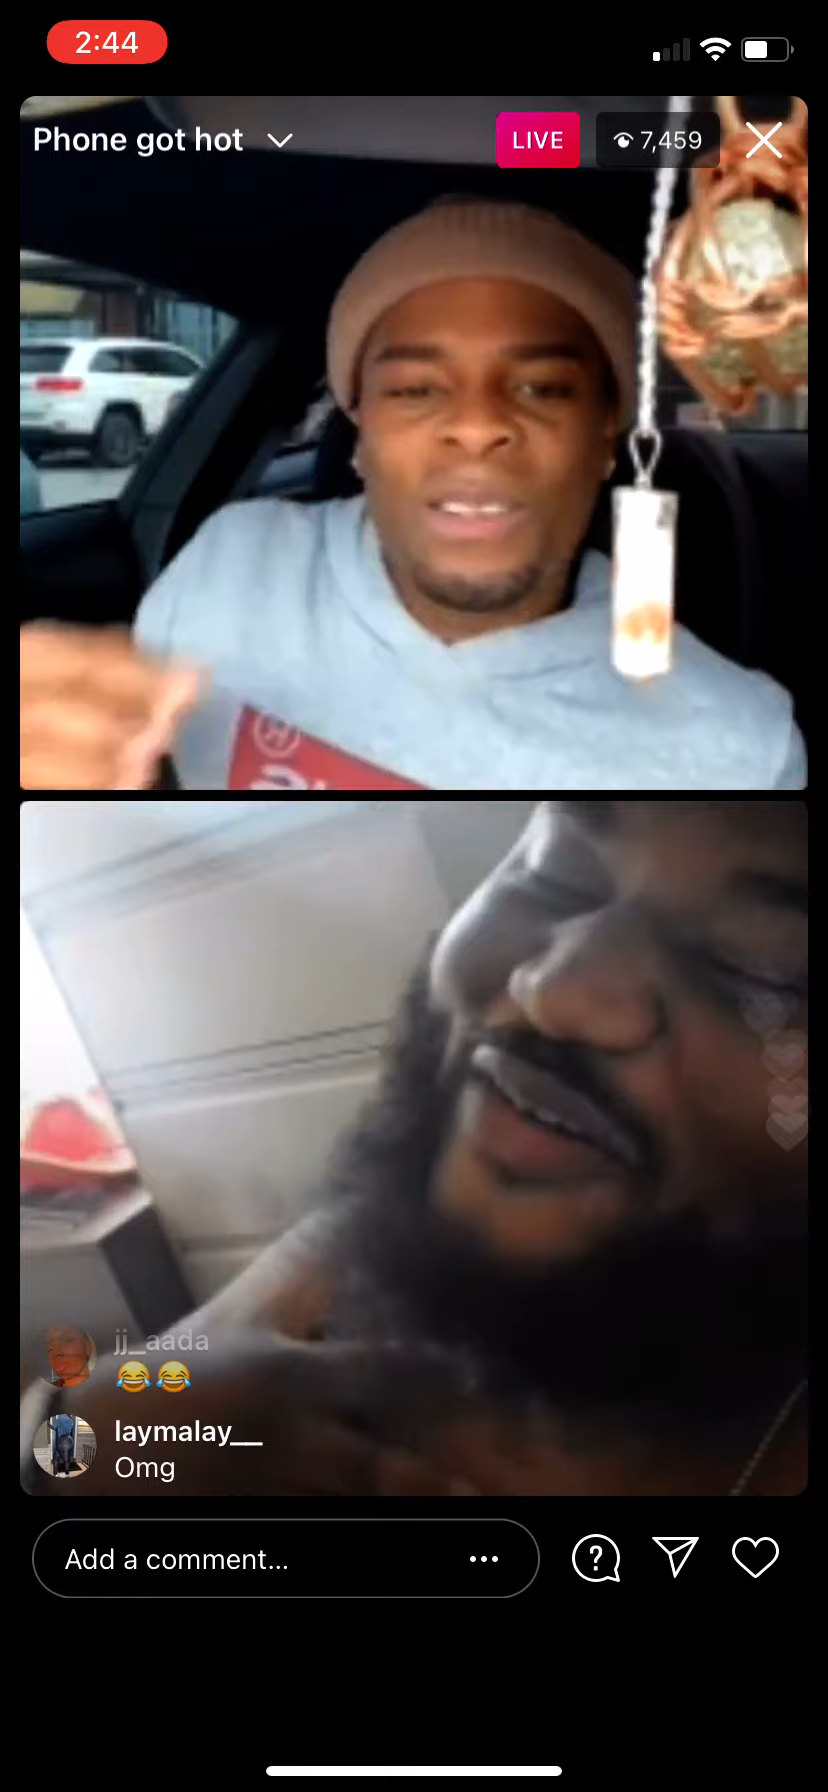 2:44
Phone got hot
LIVE
7,459
jj_aada
😂😂
laymalay__
Omg
Add a comment...